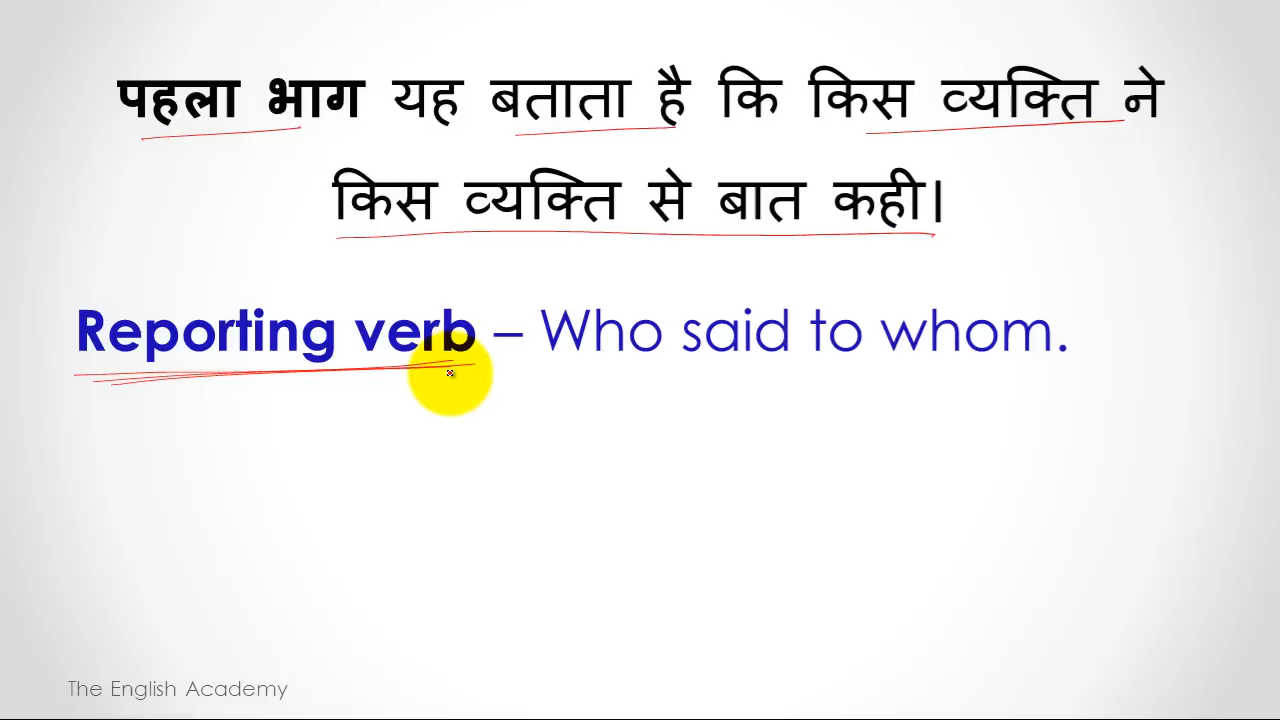 पहला भाग यह बताता है कि किस व्यक्ति ने
किस व्यक्ति से बात कही।
Reporting verb – Who said to whom.
The English Academy